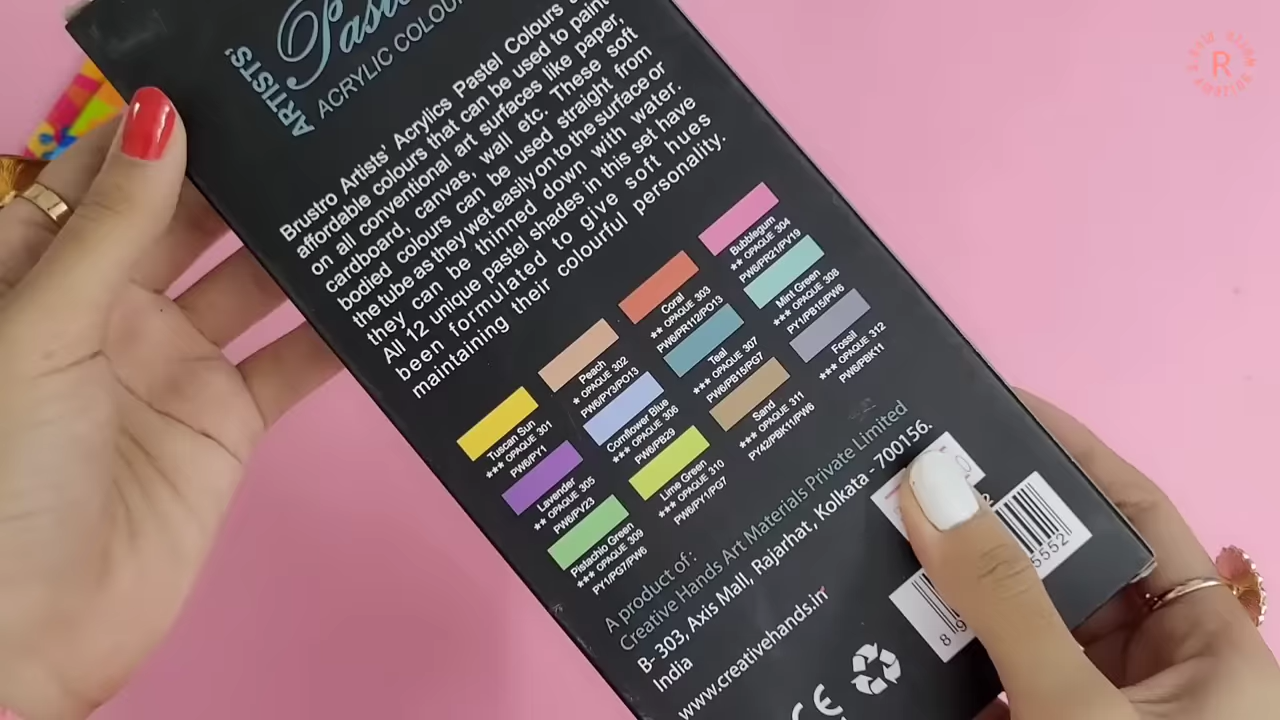 ARTISTS'
ACRYLIC COLOUR
Brustro Artists' Acrylics Pastel Colours
affordable colours that can be used to paint
on all conventional art surfaces like paper,
cardboard, canvas, wall etc. These soft
bodied colours can be used straight from
the tube as they wet easily on to the surface or
they can be thinned down with water.
All 12 unique pastel shades in this set have
been formulated to give soft hues
maintaining their colourful personality.
Tuscan Sun
*** OPAQUE 301
PW6/PY1
Peach
* OPAQUE 302
PW6/PY3/PO13
Coral
** OPAQUE 303
PW6/PR112/PO13
Bubblegum
** OPAQUE 304
PW6/PR21/PV19
Lavender
** OPAQUE 305
PW6/PV23
Cornflower Blue
*** OPAQUE 306
PW6/PB29
Teal
*** OPAQUE 307
PW6/PB15/PG7
Mint Green
*** OPAQUE 308
PY1/PB15/PW6
Pistachio Green
*** OPAQUE 309
PY1/PG7/PW6
Lime Green
*** OPAQUE 310
PW6/PY1/PG7
Sand
*** OPAQUE 311
PY42/PBK11/PW6
Fossil
*** OPAQUE 312
PW6/PBK11
A product of:
Creative Hands Art Materials Private Limited
B- 303, Axis Mall, Rajarhat, Kolkata - 700156.
India
www.creativehands.in
CE
R